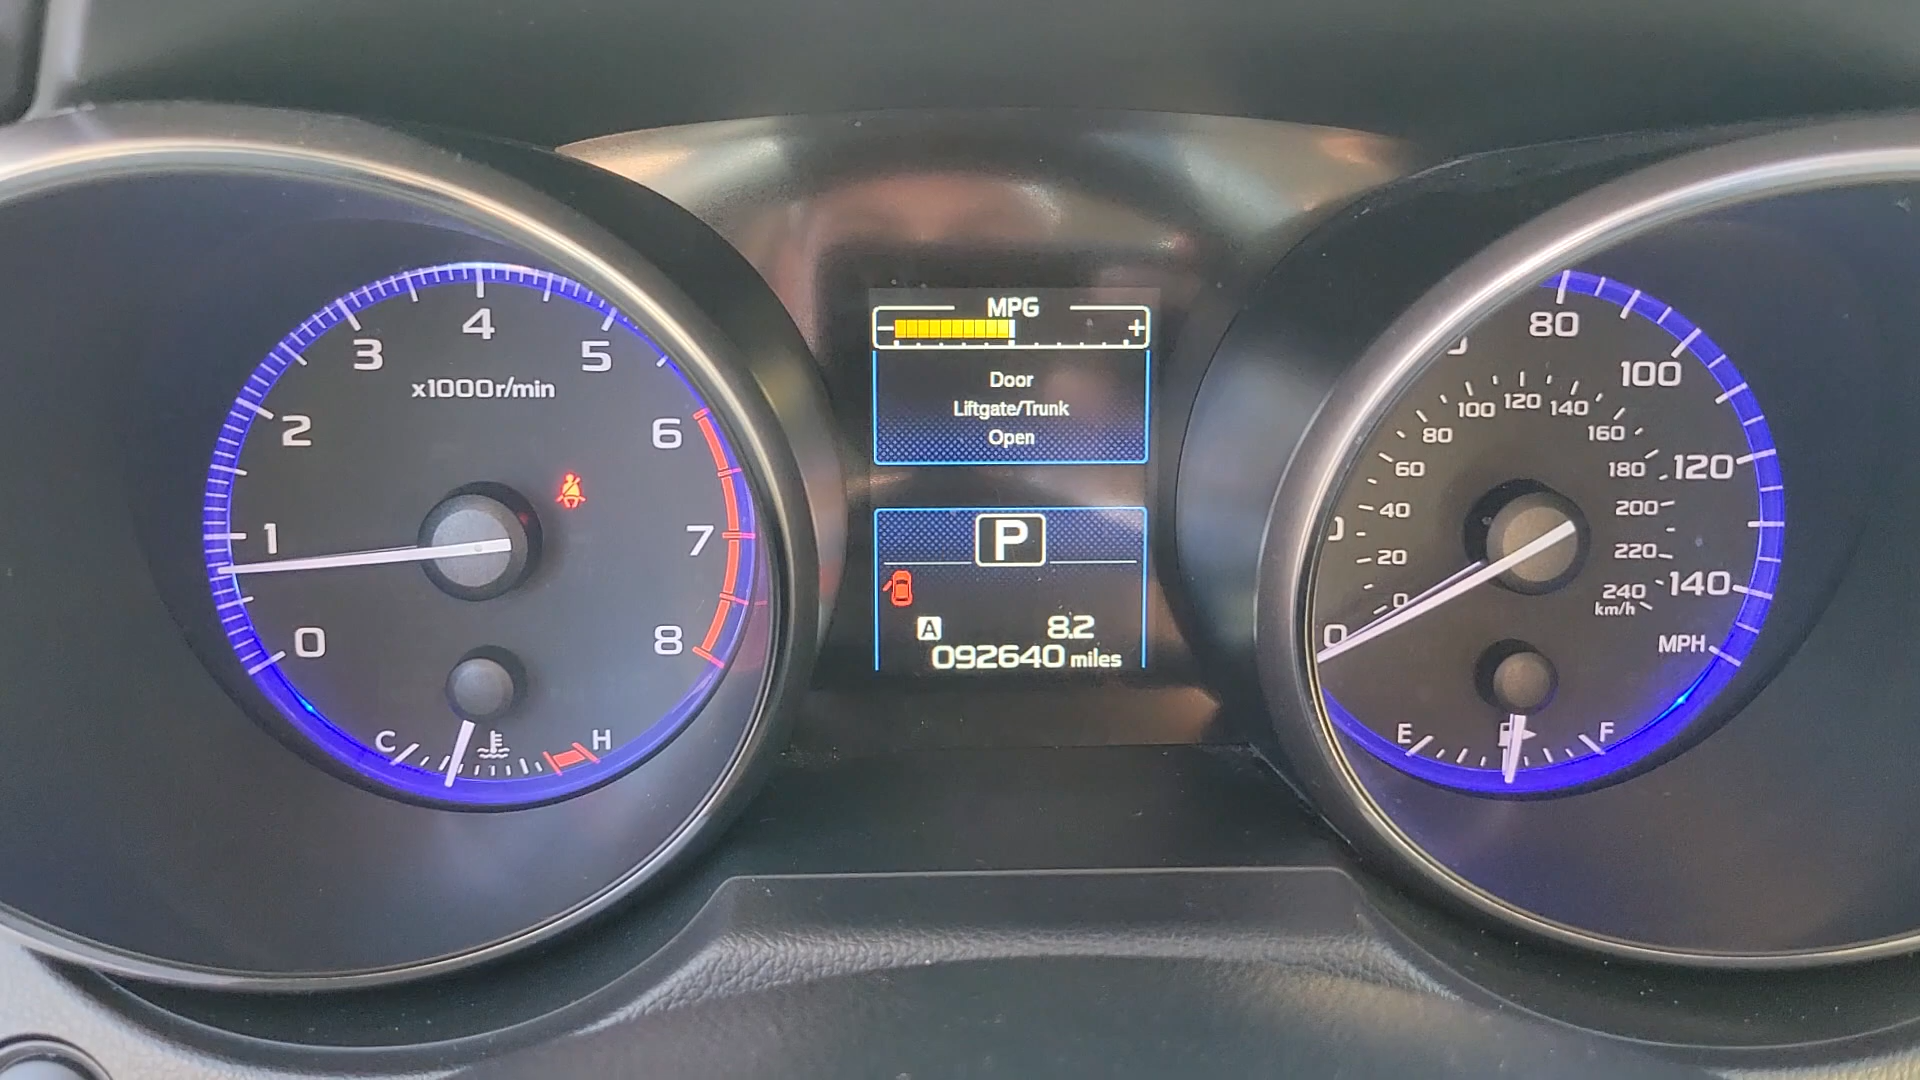 MPG
- +
Door
Liftgate/Trunk
Open
P
A 8.2
092640 miles
0
1
2
3
4
5
6
7
8
x1000r/min
C H
0
80
100
120
140
MPH
0
20
40
60
80
100
120
140
160
180
200
220
240
km/h
E F